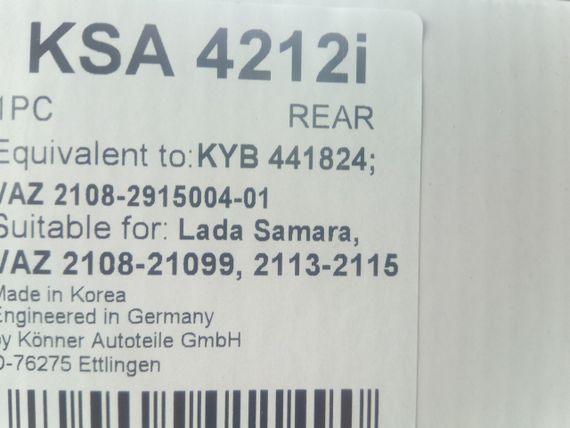 KSA 4212i
1PC
REAR
Equivalent to: KYB 441824;
VAZ 2108-2915004-01
Suitable for: Lada Samara,
VAZ 2108-21099, 2113-2115
Made in Korea
Engineered in Germany
by Könner Autoteile GmbH
D-76275 Ettlingen